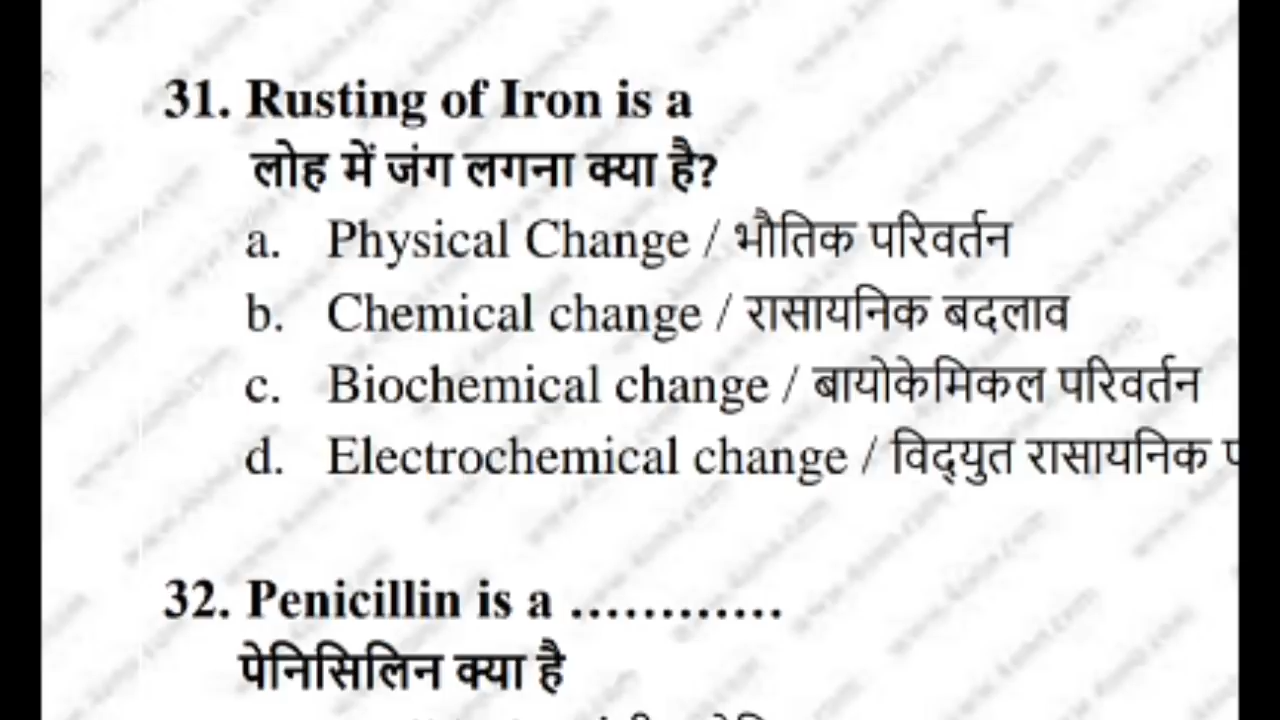 31. Rusting of Iron is a
लोह में जंग लगना क्या है?
a. Physical Change / भौतिक परिवर्तन
b. Chemical change / रासायनिक बदलाव
c. Biochemical change / बायोकेमिकल परिवर्तन
d. Electrochemical change / विद्युत रासायनिक
32. Penicillin is a …………
पेनिसिलिन क्या है